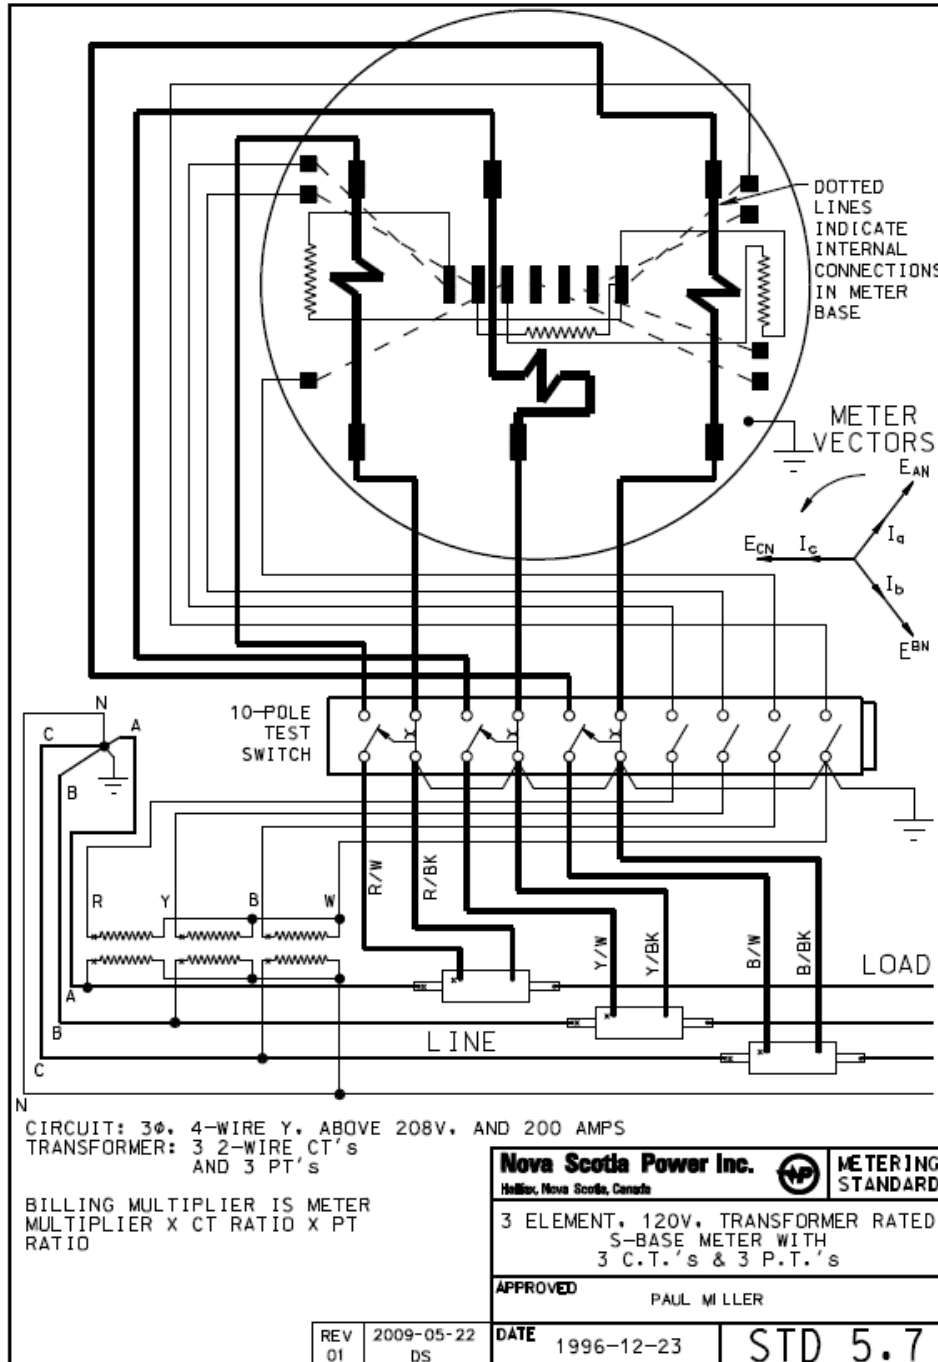 DOTTED
LINES
INDICATE
INTERNAL
CONNECTIONS
IN METER
BASE
METER
VECTORS
EAN
Ia
ECN
Ic
Ib
EBN
10-POLE
TEST
SWITCH
N
C
A
B
R/W
R/BK
R
Y
B
W
Y/W
Y/BK
B/W
B/BK
LOAD
A
B
LINE
C
N
CIRCUIT: 3Φ, 4-WIRE Y, ABOVE 208V, AND 200 AMPS
TRANSFORMER: 3 2-WIRE CT's
AND 3 PT's
BILLING MULTIPLIER IS METER
MULTIPLIER X CT RATIO X PT
RATIO
Nova Scotia Power Inc.
Halifax, Nova Scotia, Canada
METERING
STANDARD
3 ELEMENT, 120V, TRANSFORMER RATED
S-BASE METER WITH
3 C.T.'s & 3 P.T.'s
APPROVED
PAUL MILLER
REV
01
2009-05-22
DS
DATE
1996-12-23
STD 5.7